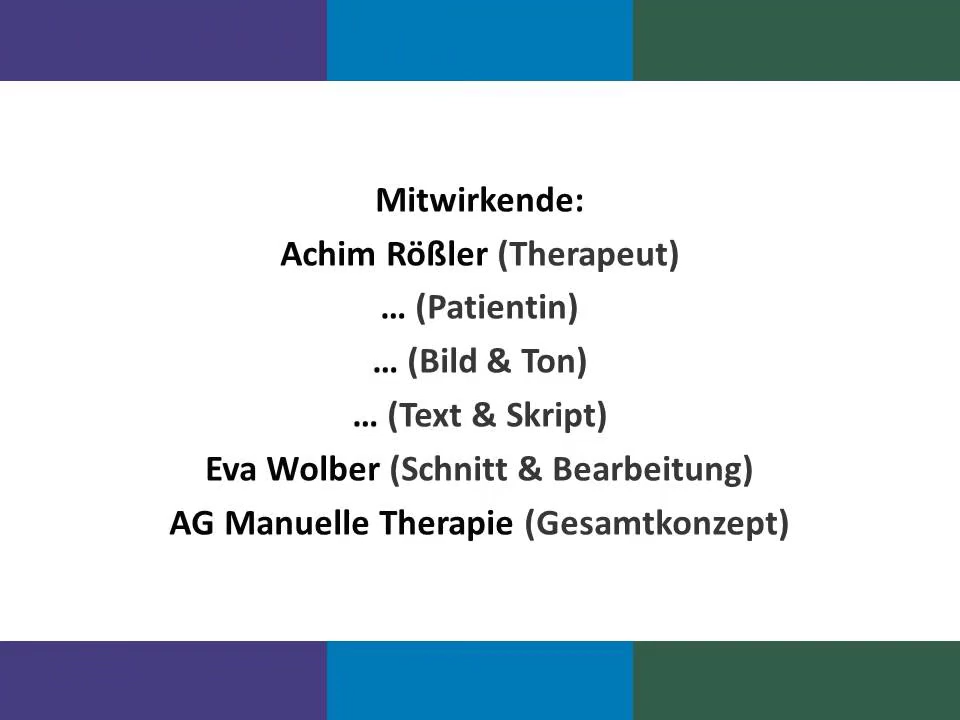 Mitwirkende:
Achim Rößler (Therapeut)
… (Patientin)
… (Bild & Ton)
… (Text & Skript)
Eva Wolber (Schnitt & Bearbeitung)
AG Manuelle Therapie (Gesamtkonzept)